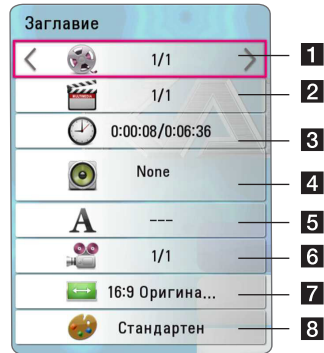 Заглавие
1/1 1
1/1 2
0:00:08/0:06:36 3
None 4
A --- 5
1/1 6
16:9 Оригина... 7
Стандартен 8